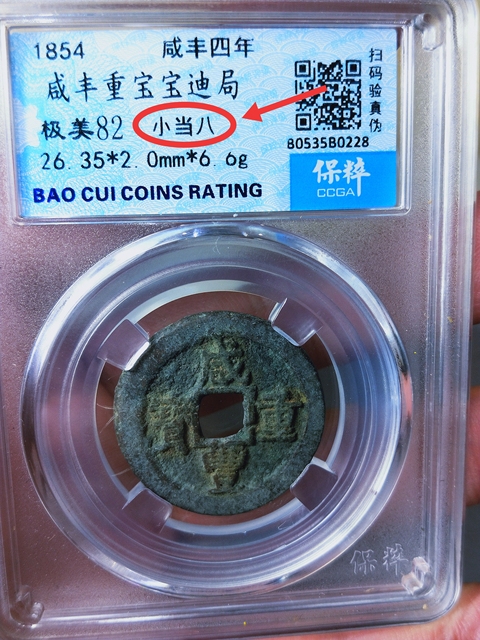 1854 咸丰四年
咸丰重宝宝迪局
极美82 小当八
26.35*2.0mm*6.6g
BAO CUI COINS RATING
扫码验真伪
B0535B0228
保粹
CCGA
咸
寶 重
豐
保粹